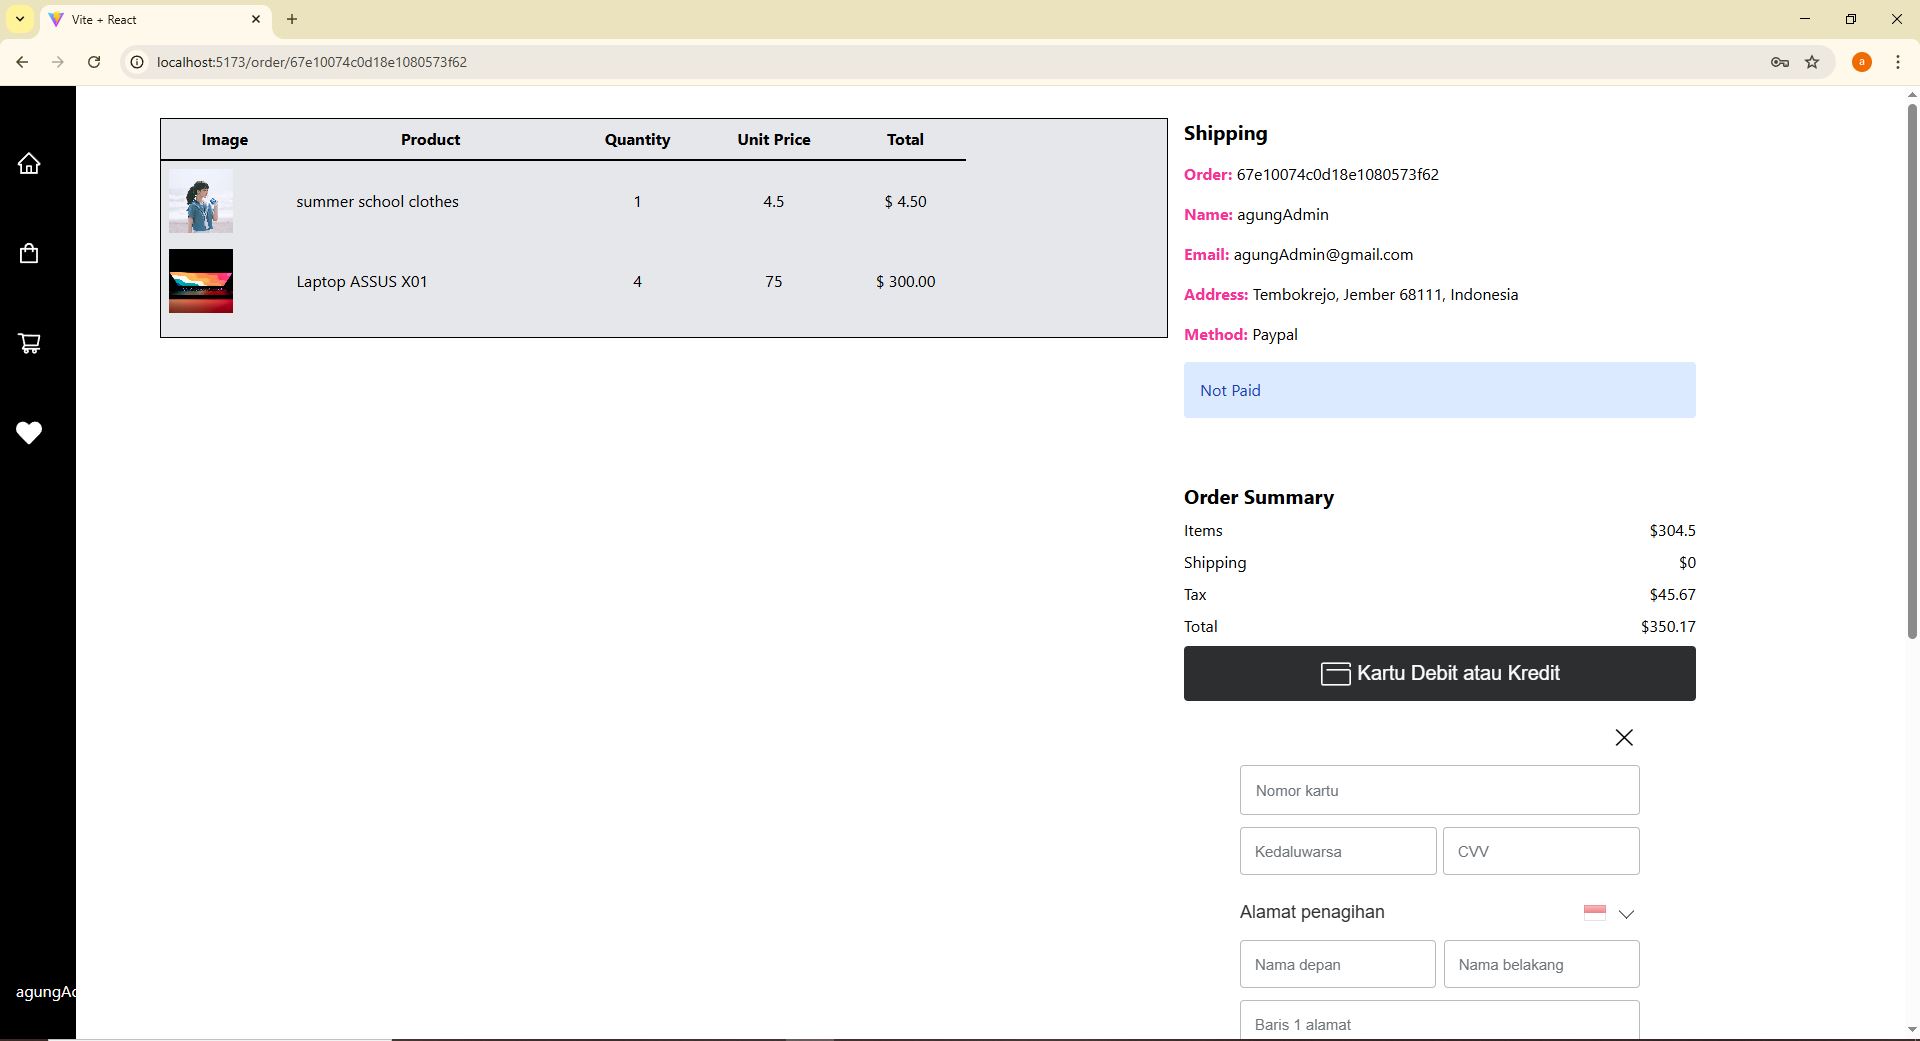 Vite + React
localhost:5173/order/67e10074c0d18e1080573f62
a
Image Product Quantity Unit Price Total
summer school clothes 1 4.5 $ 4.50
Laptop ASSUS X01 4 75 $ 300.00
Shipping
Order: 67e10074c0d18e1080573f62
Name: agungAdmin
Email: agungAdmin@gmail.com
Address: Tembokrejo, Jember 68111, Indonesia
Method: Paypal
Not Paid
Order Summary
Items $304.5
Shipping $0
Tax $45.67
Total $350.17
Kartu Debit atau Kredit
Nomor kartu
Kedaluwarsa CVV
Alamat penagihan
Nama depan Nama belakang
Baris 1 alamat
agungAd